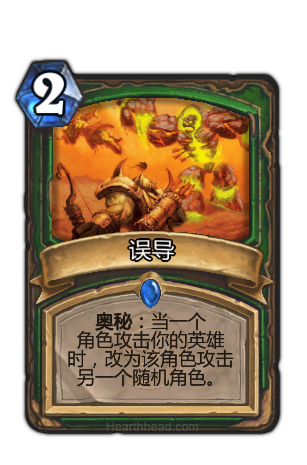 2
误导
奥秘：当一个
角色攻击你的英雄
时，改为该角色攻击
另一个随机角色。
Hearthhead.com